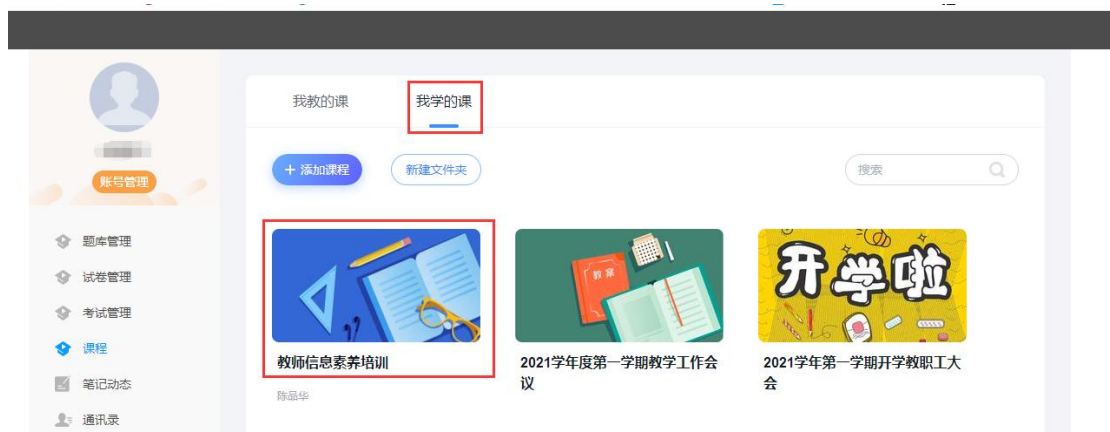 我教的课
我学的课
+ 添加课程
新建文件夹
搜索
账号管理
题库管理
试卷管理
考试管理
课程
笔记动态
通讯录
教案
开学啦
教师信息素养培训
陈品华
2021学年度第一学期教学工作会
议
2021学年第一学期开学教职工大
会